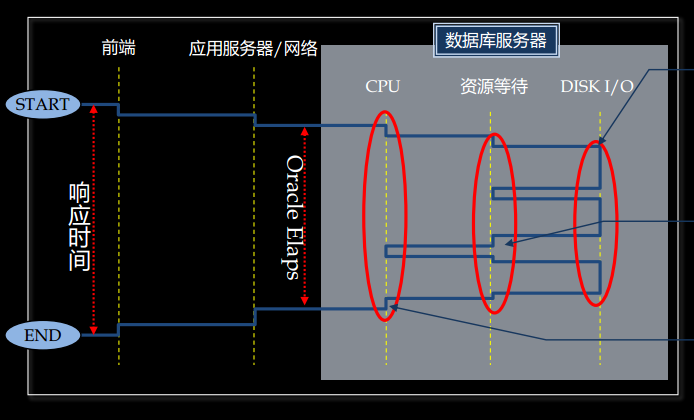 数据库服务器
前端
应用服务器/网络
CPU
资源等待
DISK I/O
START
响应时间
Oracle Elaps
END